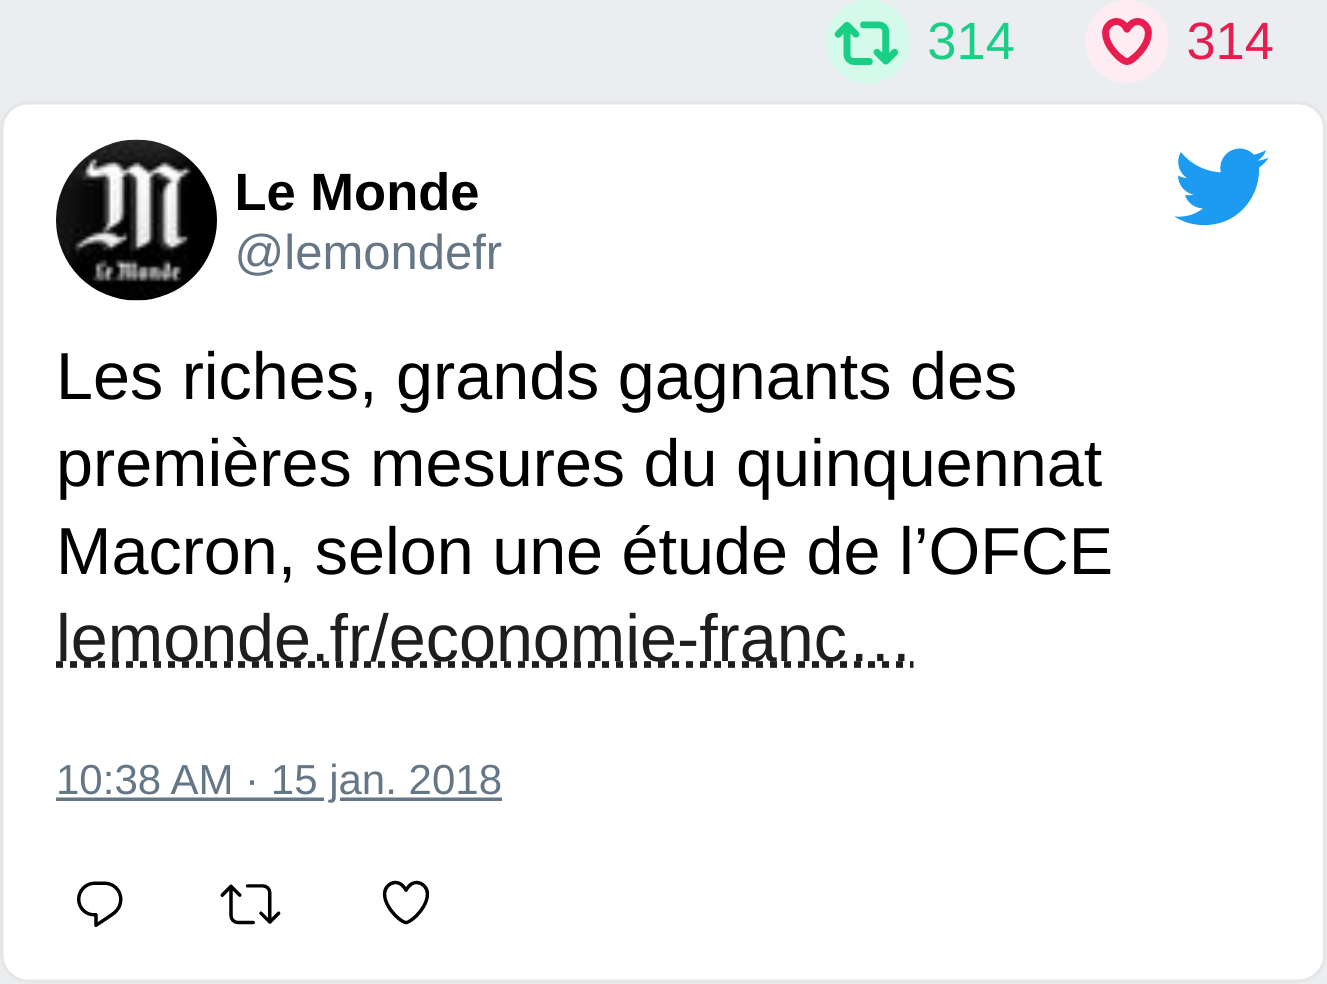 314 314
Le Monde
Le Monde
@lemondefr
Les riches, grands gagnants des
premières mesures du quinquennat
Macron, selon une étude de l’OFCE
lemonde.fr/economie-franc…
10:38 AM · 15 jan. 2018